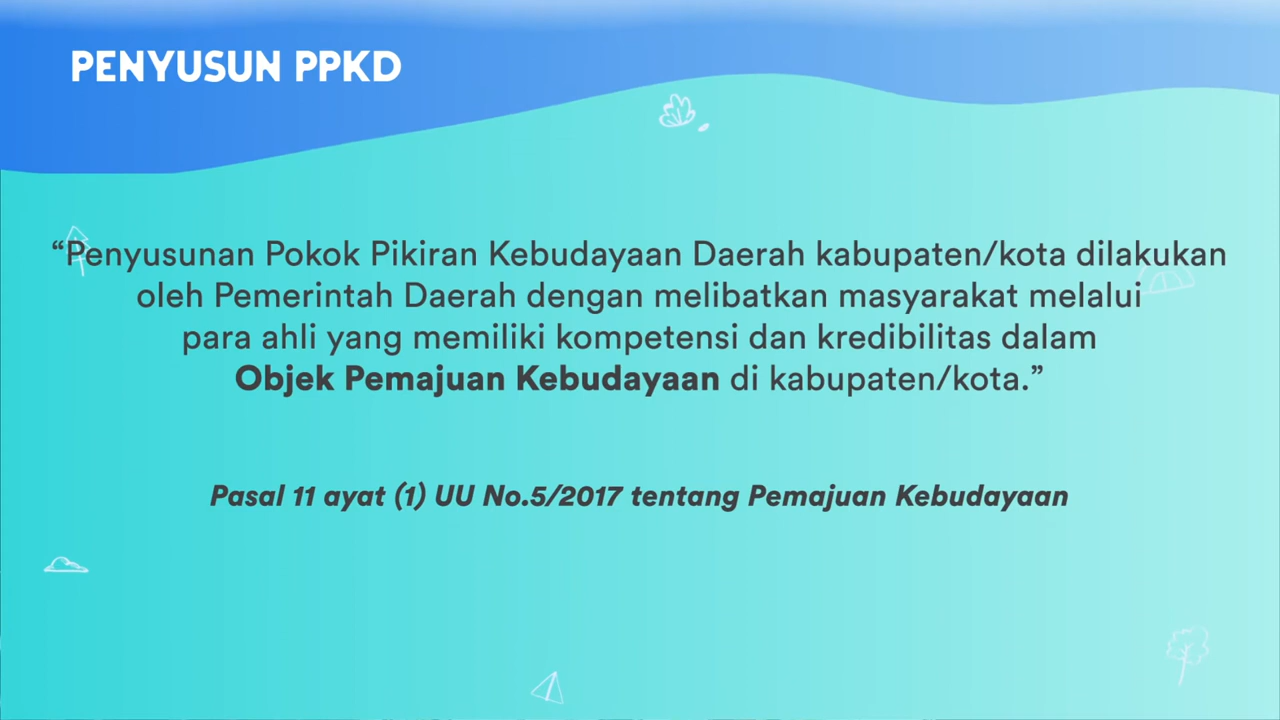 PENYUSUN PPKD
“Penyusunan Pokok Pikiran Kebudayaan Daerah kabupaten/kota dilakukan
oleh Pemerintah Daerah dengan melibatkan masyarakat melalui
para ahli yang memiliki kompetensi dan kredibilitas dalam
Objek Pemajuan Kebudayaan di kabupaten/kota.”
Pasal 11 ayat (1) UU No.5/2017 tentang Pemajuan Kebudayaan